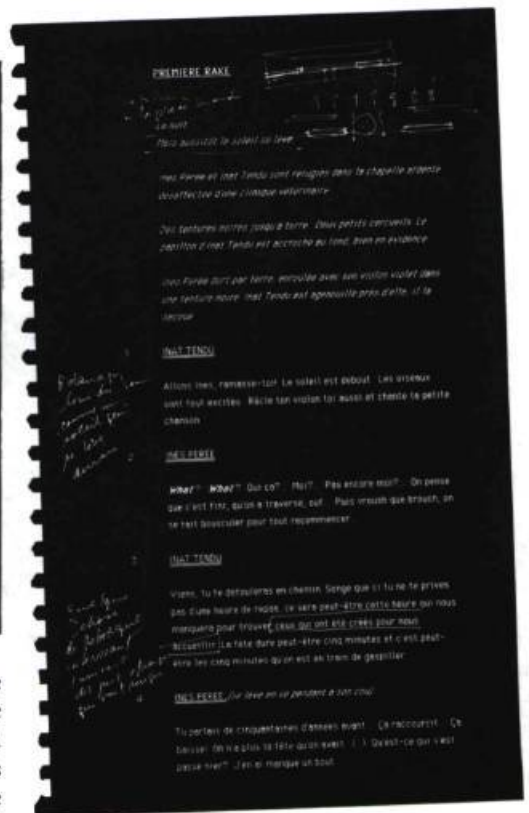 PREMIERE RAKE
Mais aussitôt le soleil se lève.
Inès Pérée et Inat Tendu sont réfugiés dans la chapelle ardente
désaffectée d'une clinique vétérinaire.
Des tentures noires jusqu'à terre. Deux petits cercueils. Le
papillon d'Inat Tendu est accroché au fond, bien en évidence.
Inès Pérée dort par terre, enroulée avec son violon violet dans
une tenture noire. Inat Tendu est agenouillé près d'elle, il la
secoue.
INAT TENDU
Allons Inès, ramasse-toi. Le soleil est debout. Les oiseaux
sont tout excités. Râcle ton violon toi aussi et chante ta petite
chanson.
INES PEREE
What? What? Qui ça? Moi? Pas encore moi? On pense
que c'est fini, qu'on a traversé, ouf. Puis vroush que broush, on
se fait bousculer pour tout recommencer.
INAT TENDU
Viens, tu te défouleras en chemin. Songe que si tu ne te prives
pas d'une heure de repos, ce sera peut-être cette heure qui nous
manquera pour trouver ceux qui ont été créés pour nous
accueillir. La fête dure peut-être cinq minutes et c'est peut-
être les cinq minutes qu'on est en train de gaspiller.
INES PEREE (se lève en se pendant à son cou)
Tu parlais de cinquantaines d'années avant. Ça raccourcit. Ça
baisse. On n'a plus la fête qu'on avait. ( ) Qu'est-ce qui s'est
passé hier? J'en ai manqué un bout.